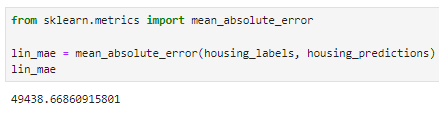 from sklearn.metrics import mean_absolute_error
lin_mae = mean_absolute_error(housing_labels, housing_predictions)
lin_mae
49438.66860915801